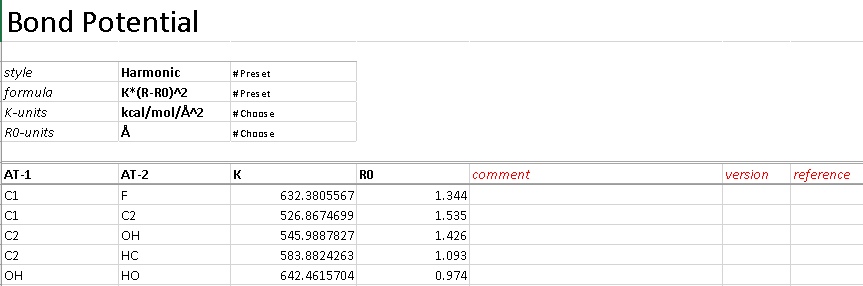 Bond Potential
style Harmonic #Preset
formula K*(R-R0)^2 #Preset
K-units kcal/mol/Å^2 #Choose
R0-units Å #Choose
AT-1 AT-2 K R0 comment version reference
C1 F 632.3805567 1.344
C1 C2 526.8674699 1.535
C2 OH 545.9887827 1.426
C2 HC 583.8824263 1.093
OH HO 642.4615704 0.974